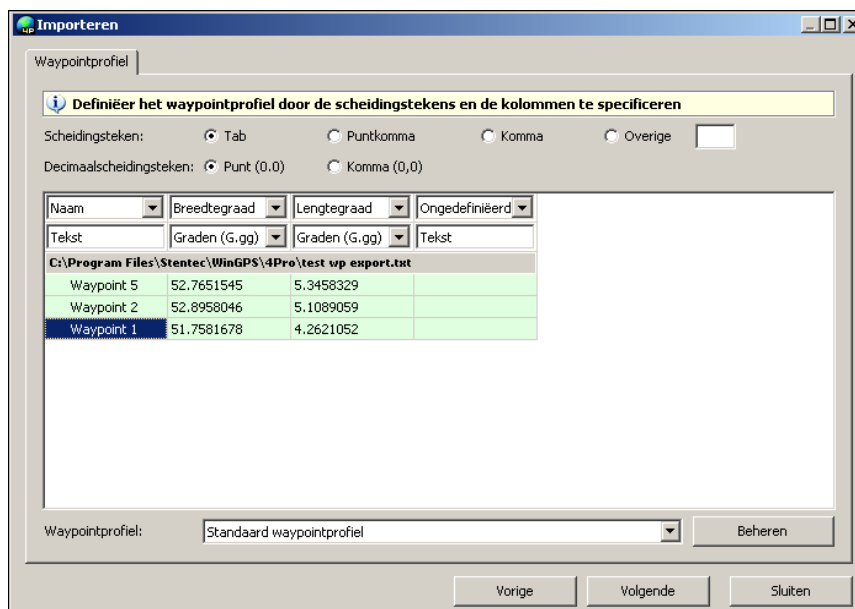 Importeren
Waypointprofiel
Definiëer het waypointprofiel door de scheidingstekens en de kolommen te specificeren
Scheidingsteken: Tab Puntkomma Komma Overige
Decimaalscheidingsteken: Punt (0.0) Komma (0,0)
Naam Breedtegraad Lengtegraad Ongedefiniëerd
Tekst Graden (G.gg) Graden (G.gg) Tekst
C:\Program Files\Stentec\WinGPS\4Pro\test wp export.txt
Waypoint 5 52.7651545 5.3458329
Waypoint 2 52.8958046 5.1089059
Waypoint 1 51.7581678 4.2621052
Waypointprofiel: Standaard waypointprofiel Beheren
Vorige Volgende Sluiten